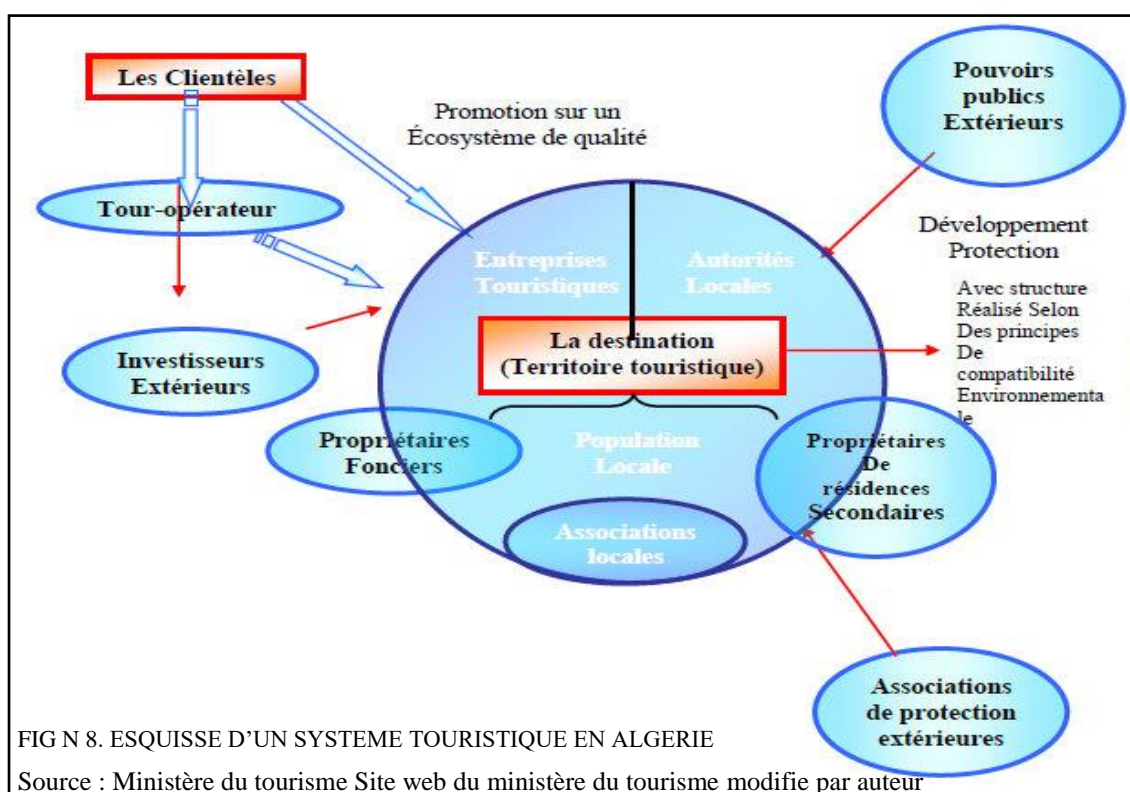 Les Clientèles
Promotion sur un
Écosystème de qualité
Pouvoirs
publics
Extérieurs
Tour-opérateur
Entreprises
Touristiques
Autorités
Locales
Développement
Protection
Avec structure
Réalisé Selon
Des principes
De
compatibilité
Environnementa
le
La destination
(Territoire touristique)
Investisseurs
Extérieurs
Propriétaires
Fonciers
Population
Locale
Propriétaires
De
résidences
Secondaires
Associations
locales
Associations
de protection
extérieures
FIG N 8. ESQUISSE D’UN SYSTEME TOURISTIQUE EN ALGERIE
Source : Ministère du tourisme Site web du ministère du tourisme modifie par auteur